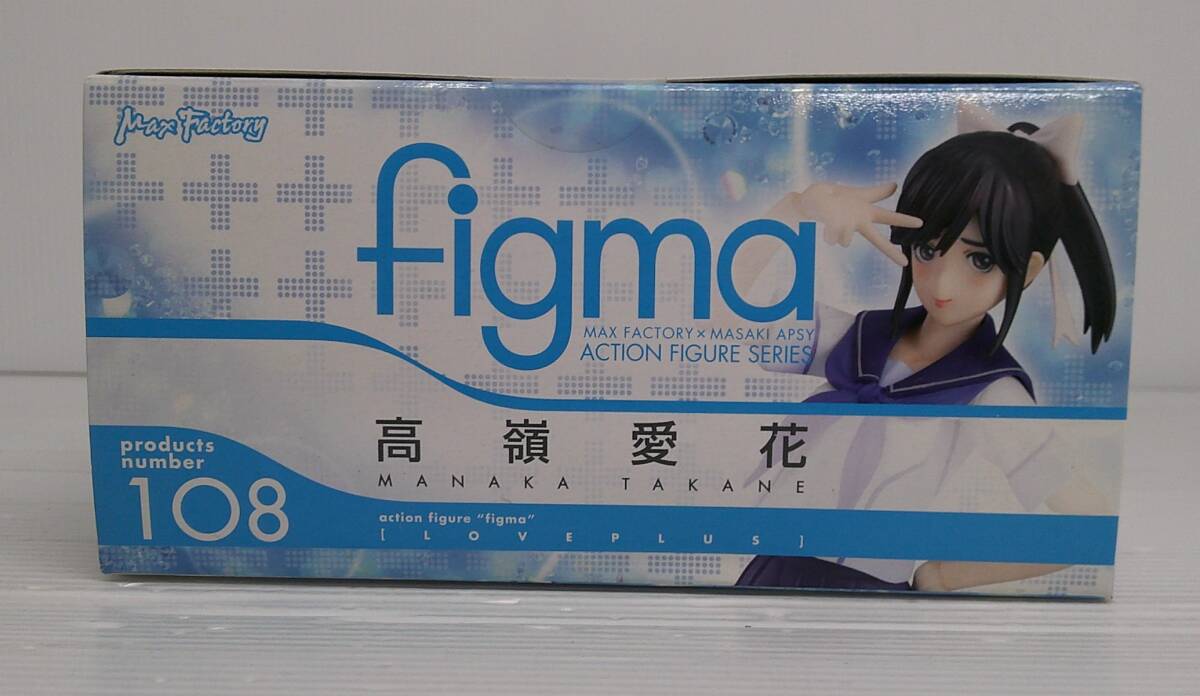 Max Factory
figma
MAX FACTORY×MASAKI APSY
ACTION FIGURE SERIES
高嶺愛花
MANAKA TAKANE
products
number
108
action figure "figma"
[LOVEPLUS]